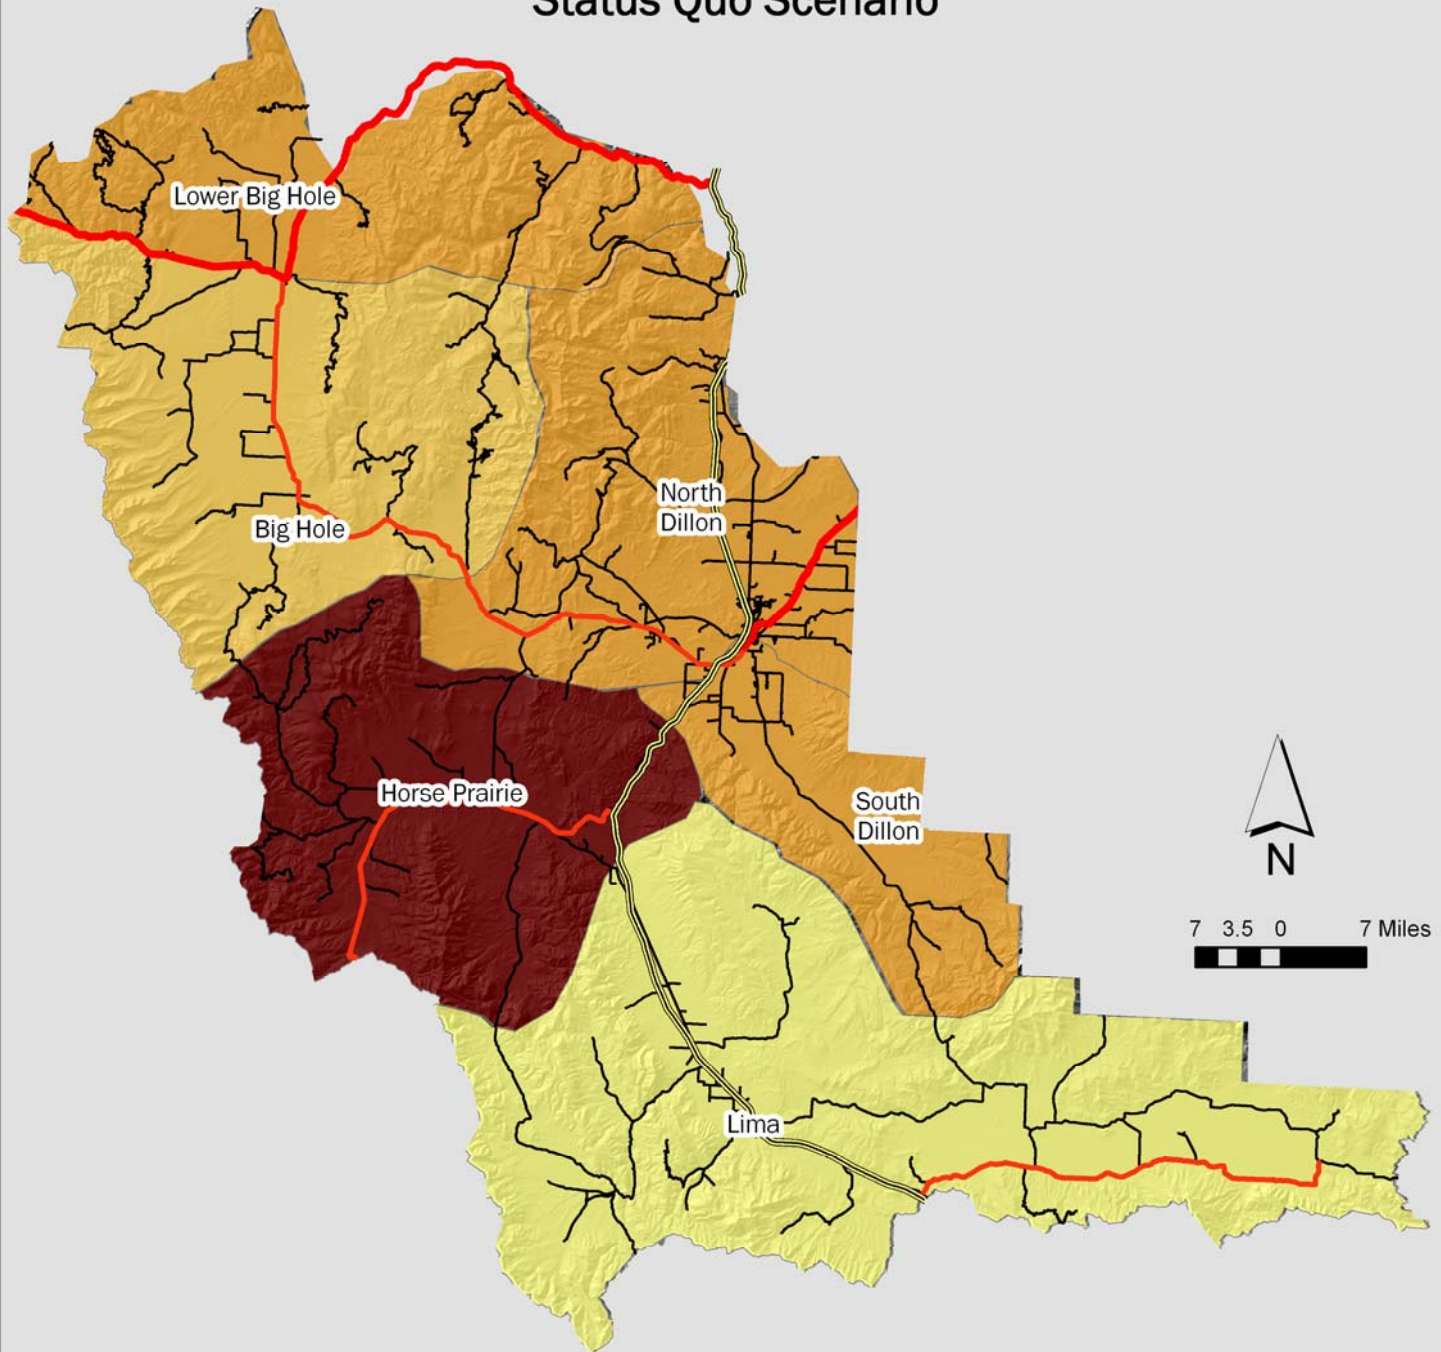 Status Quo Scenario
Lower Big Hole
North
Dillon
Big Hole
Horse Prairie
South
Dillon
N
7 3.5 0 7 Miles
Lima